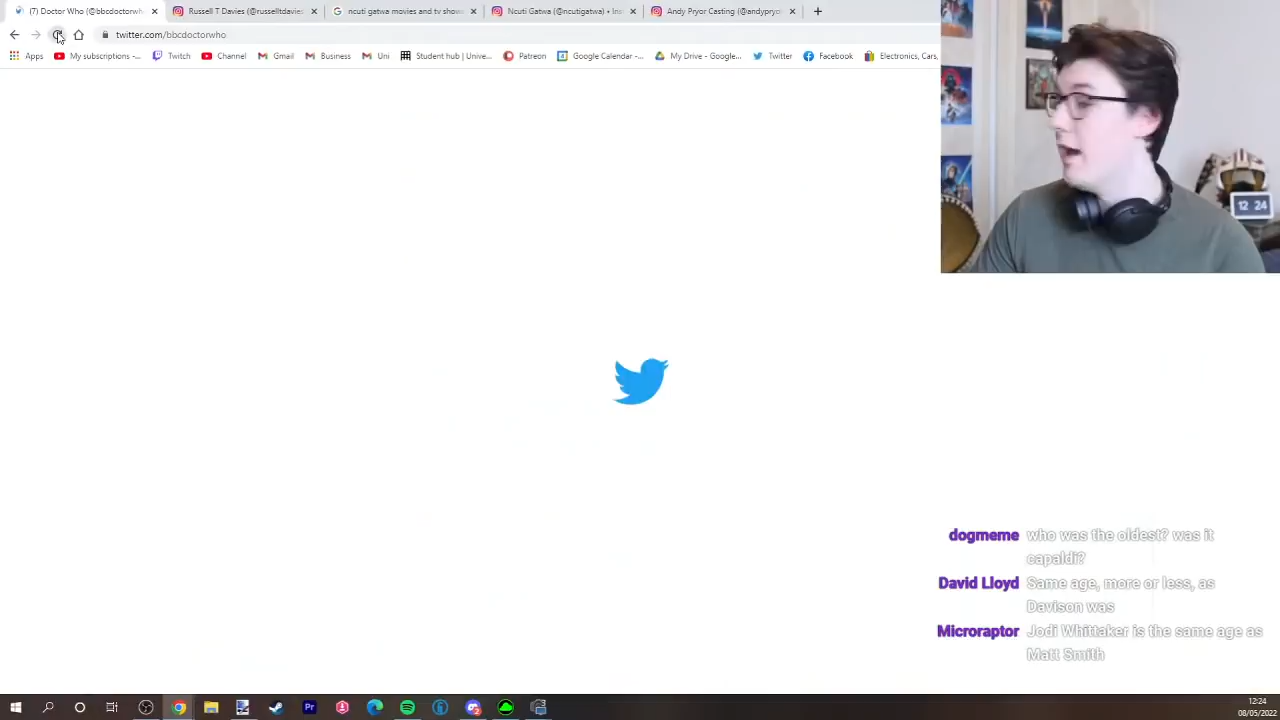 (7) Doctor Who (@bbcdoctorwh
Russell T Davies (@russelltdavies
ncuti gatwa movies and tv show
Ncuti Gatwa (@ncutigatwa) • Ins
Andy Pryor Casting (@andypryo
twitter.com/bbcdoctorwho
Apps
My subscriptions -...
Twitch
Channel
Gmail
Business
Uni
Student hub | Unive...
Patreon
Google Calendar -...
My Drive - Google...
Twitter
Facebook
Electronics, Cars,
12 24
dogmeme who was the oldest? was it
capaldi?
David Lloyd Same age, more or less, as
Davison was
Microraptor Jodi Whittaker is the same age as
Matt Smith
Pr
12:24
08/05/2022